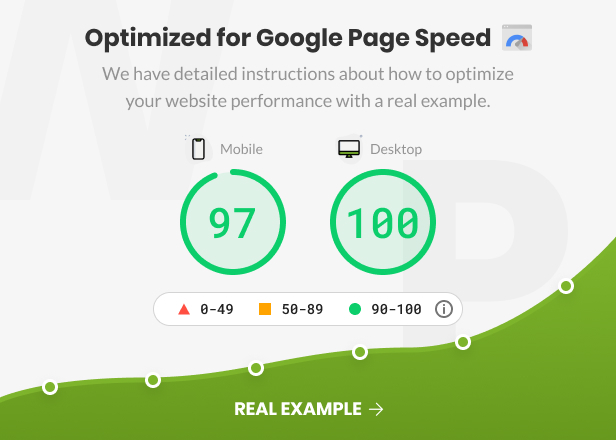 Optimized for Google Page Speed
We have detailed instructions about how to optimize
your website performance with a real example.
Mobile
Desktop
97
100
0-49
50-89
90-100
REAL EXAMPLE →
W
P